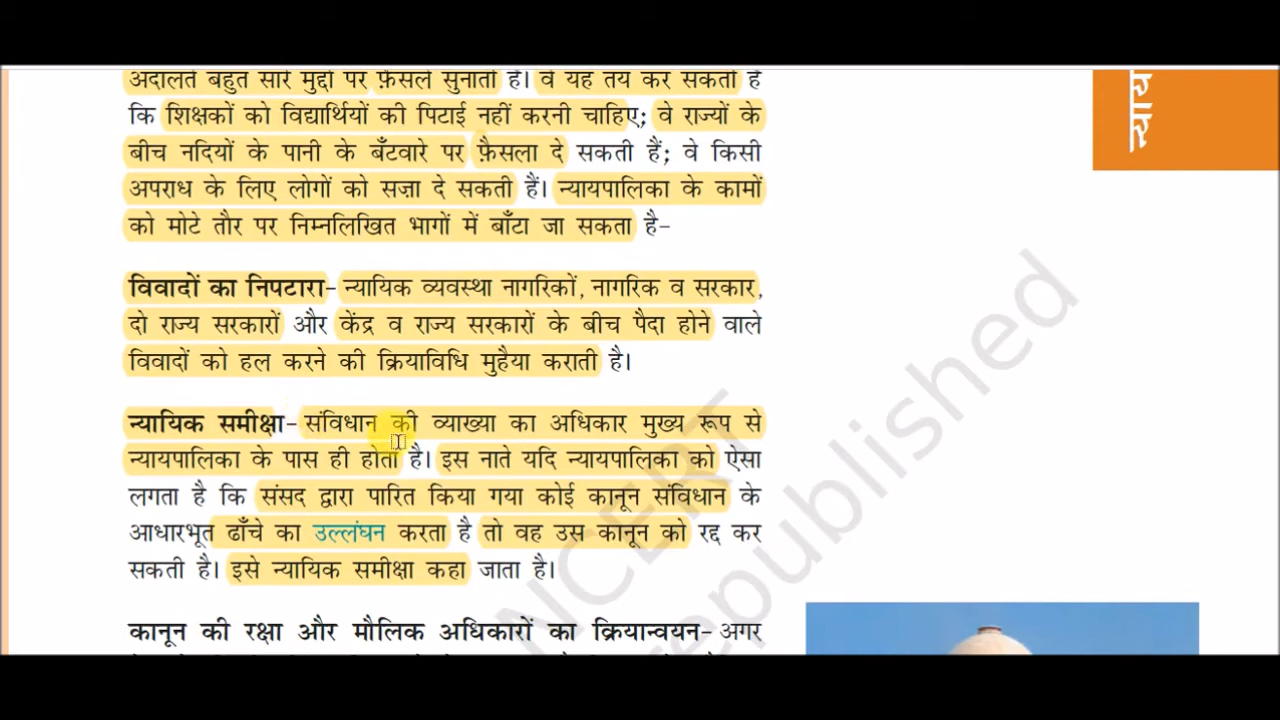 अदालतें बहुत सारे मुद्दों पर फ़ैसले सुनाती हैं। वे यह तय कर सकती हैं
कि शिक्षकों को विद्यार्थियों की पिटाई नहीं करनी चाहिए; वे राज्यों के
बीच नदियों के पानी के बँटवारे पर फ़ैसला दे सकती हैं; वे किसी
अपराध के लिए लोगों को सज़ा दे सकती हैं। न्यायपालिका के कामों
को मोटे तौर पर निम्नलिखित भागों में बाँटा जा सकता है–
विवादों का निपटारा– न्यायिक व्यवस्था नागरिकों, नागरिक व सरकार,
दो राज्य सरकारों और केंद्र व राज्य सरकारों के बीच पैदा होने वाले
विवादों को हल करने की क्रियाविधि मुहैया कराती है।
न्यायिक समीक्षा– संविधान की व्याख्या का अधिकार मुख्य रूप से
न्यायपालिका के पास ही होता है। इस नाते यदि न्यायपालिका को ऐसा
लगता है कि संसद द्वारा पारित किया गया कोई कानून संविधान के
आधारभूत ढाँचे का उल्लंघन करता है तो वह उस कानून को रद्द कर
सकती है। इसे न्यायिक समीक्षा कहा जाता है।
कानून की रक्षा और मौलिक अधिकारों का क्रियान्वयन– अगर
न्याय
NCERT
republished